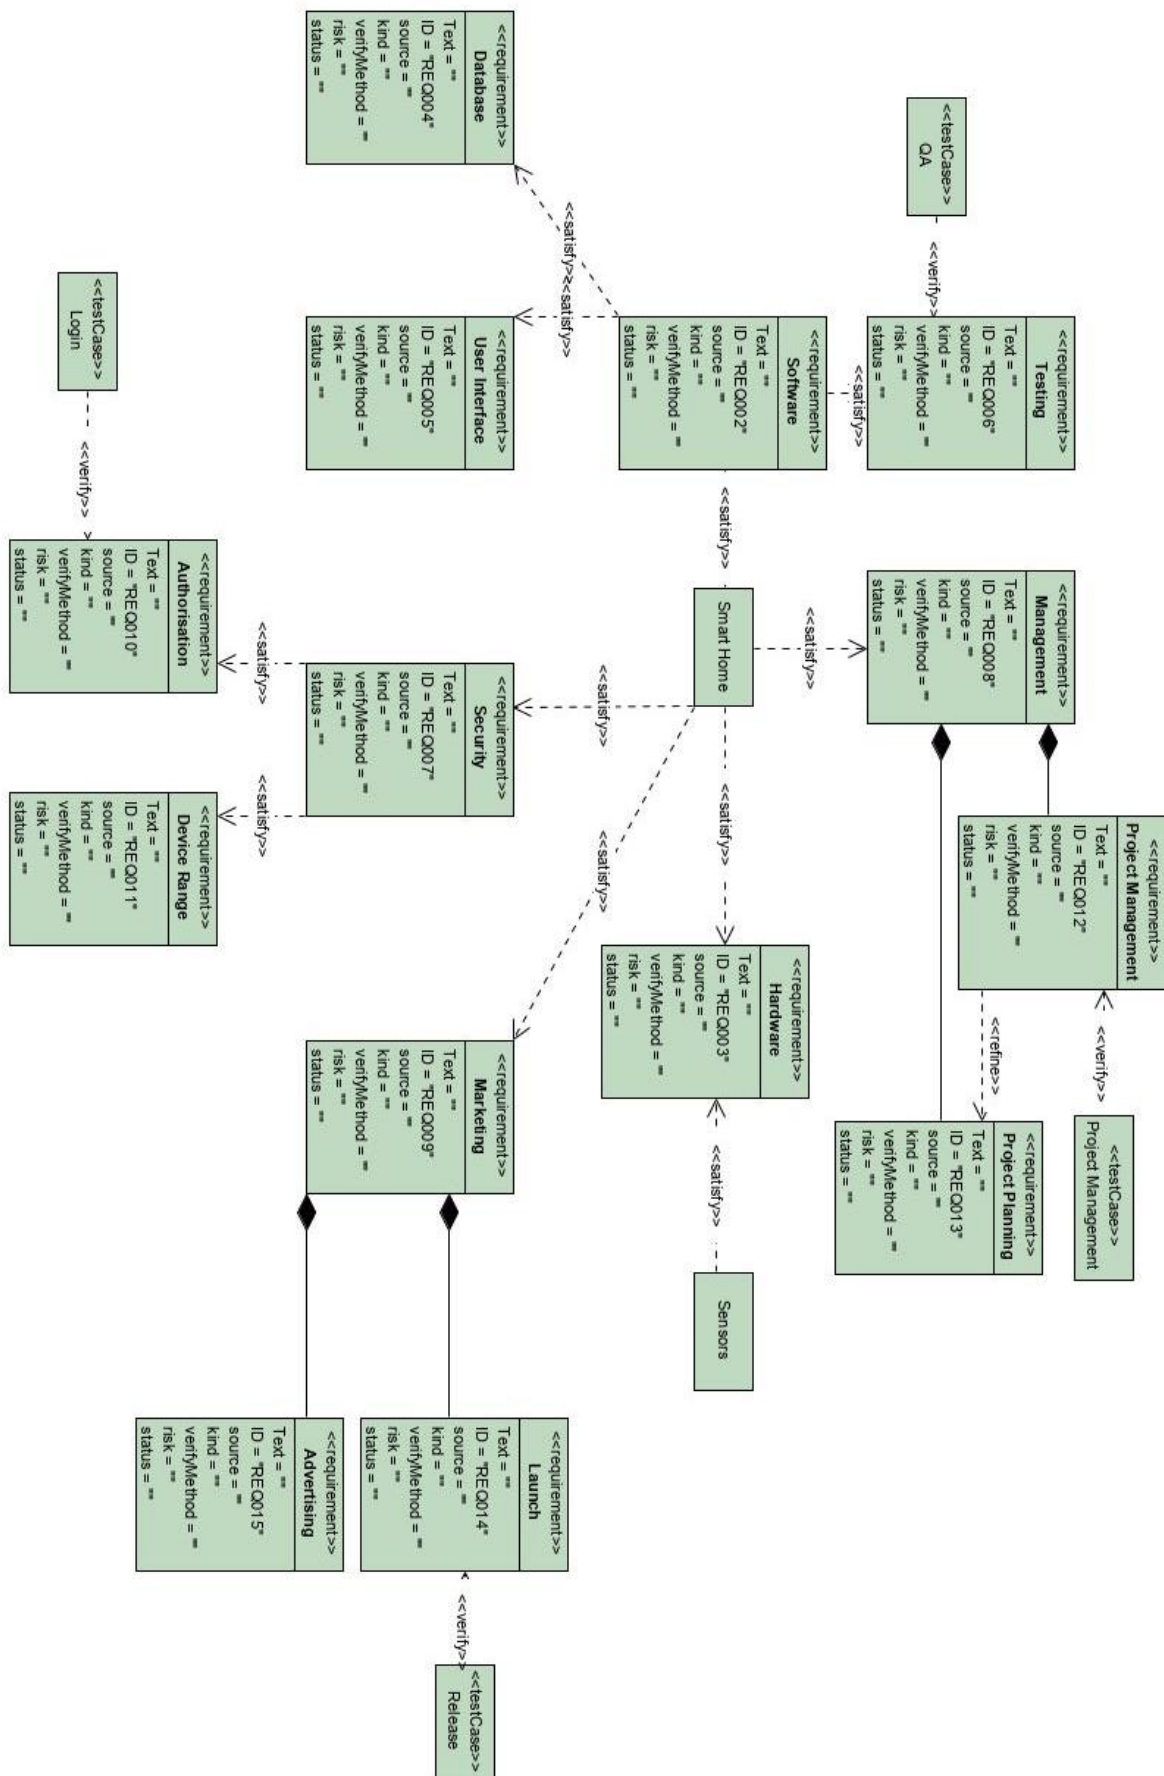 <<requirement>>
Project Management
Text = ""
ID = "REQ012"
source = ""
kind = ""
verifyMethod = ""
risk = ""
status = ""
<<verify>>
<<testCase>>
Project Management
<<refine>>
<<requirement>>
Testing
Text = ""
ID = "REQ006"
source = ""
kind = ""
verifyMethod = ""
risk = ""
status = ""
<<requirement>>
Management
Text = ""
ID = "REQ008"
source = ""
kind = ""
verifyMethod = ""
risk = ""
status = ""
<<requirement>>
Project Planning
Text = ""
ID = "REQ013"
source = ""
kind = ""
verifyMethod = ""
risk = ""
status = ""
<<testCase>>
QA
<<verify>>
<<satisfy>>
<<satisfy>>
<<requirement>>
Software
Text = ""
ID = "REQ002"
source = ""
kind = ""
verifyMethod = ""
risk = ""
status = ""
<<satisfy>>
Smart Home
<<satisfy>>
<<requirement>>
Hardware
Text = ""
ID = "REQ003"
source = ""
kind = ""
verifyMethod = ""
risk = ""
status = ""
<<satisfy>>
Sensors
<<satisfy>>
<<satisfy>>
<<satisfy>>
<<satisfy>>
<<requirement>>
Database
Text = ""
ID = "REQ004"
source = ""
kind = ""
verifyMethod = ""
risk = ""
status = ""
<<requirement>>
User Interface
Text = ""
ID = "REQ005"
source = ""
kind = ""
verifyMethod = ""
risk = ""
status = ""
<<requirement>>
Security
Text = ""
ID = "REQ007"
source = ""
kind = ""
verifyMethod = ""
risk = ""
status = ""
<<requirement>>
Marketing
Text = ""
ID = "REQ009"
source = ""
kind = ""
verifyMethod = ""
risk = ""
status = ""
<<requirement>>
Launch
Text = ""
ID = "REQ014"
source = ""
kind = ""
verifyMethod = ""
risk = ""
status = ""
<<verify>>
<<testCase>>
Release
<<requirement>>
Advertising
Text = ""
ID = "REQ015"
source = ""
kind = ""
verifyMethod = ""
risk = ""
status = ""
<<satisfy>>
<<satisfy>>
<<testCase>>
Login
<<verify>>
<<requirement>>
Authorisation
Text = ""
ID = "REQ010"
source = ""
kind = ""
verifyMethod = ""
risk = ""
status = ""
<<requirement>>
Device Range
Text = ""
ID = "REQ011"
source = ""
kind = ""
verifyMethod = ""
risk = ""
status = ""